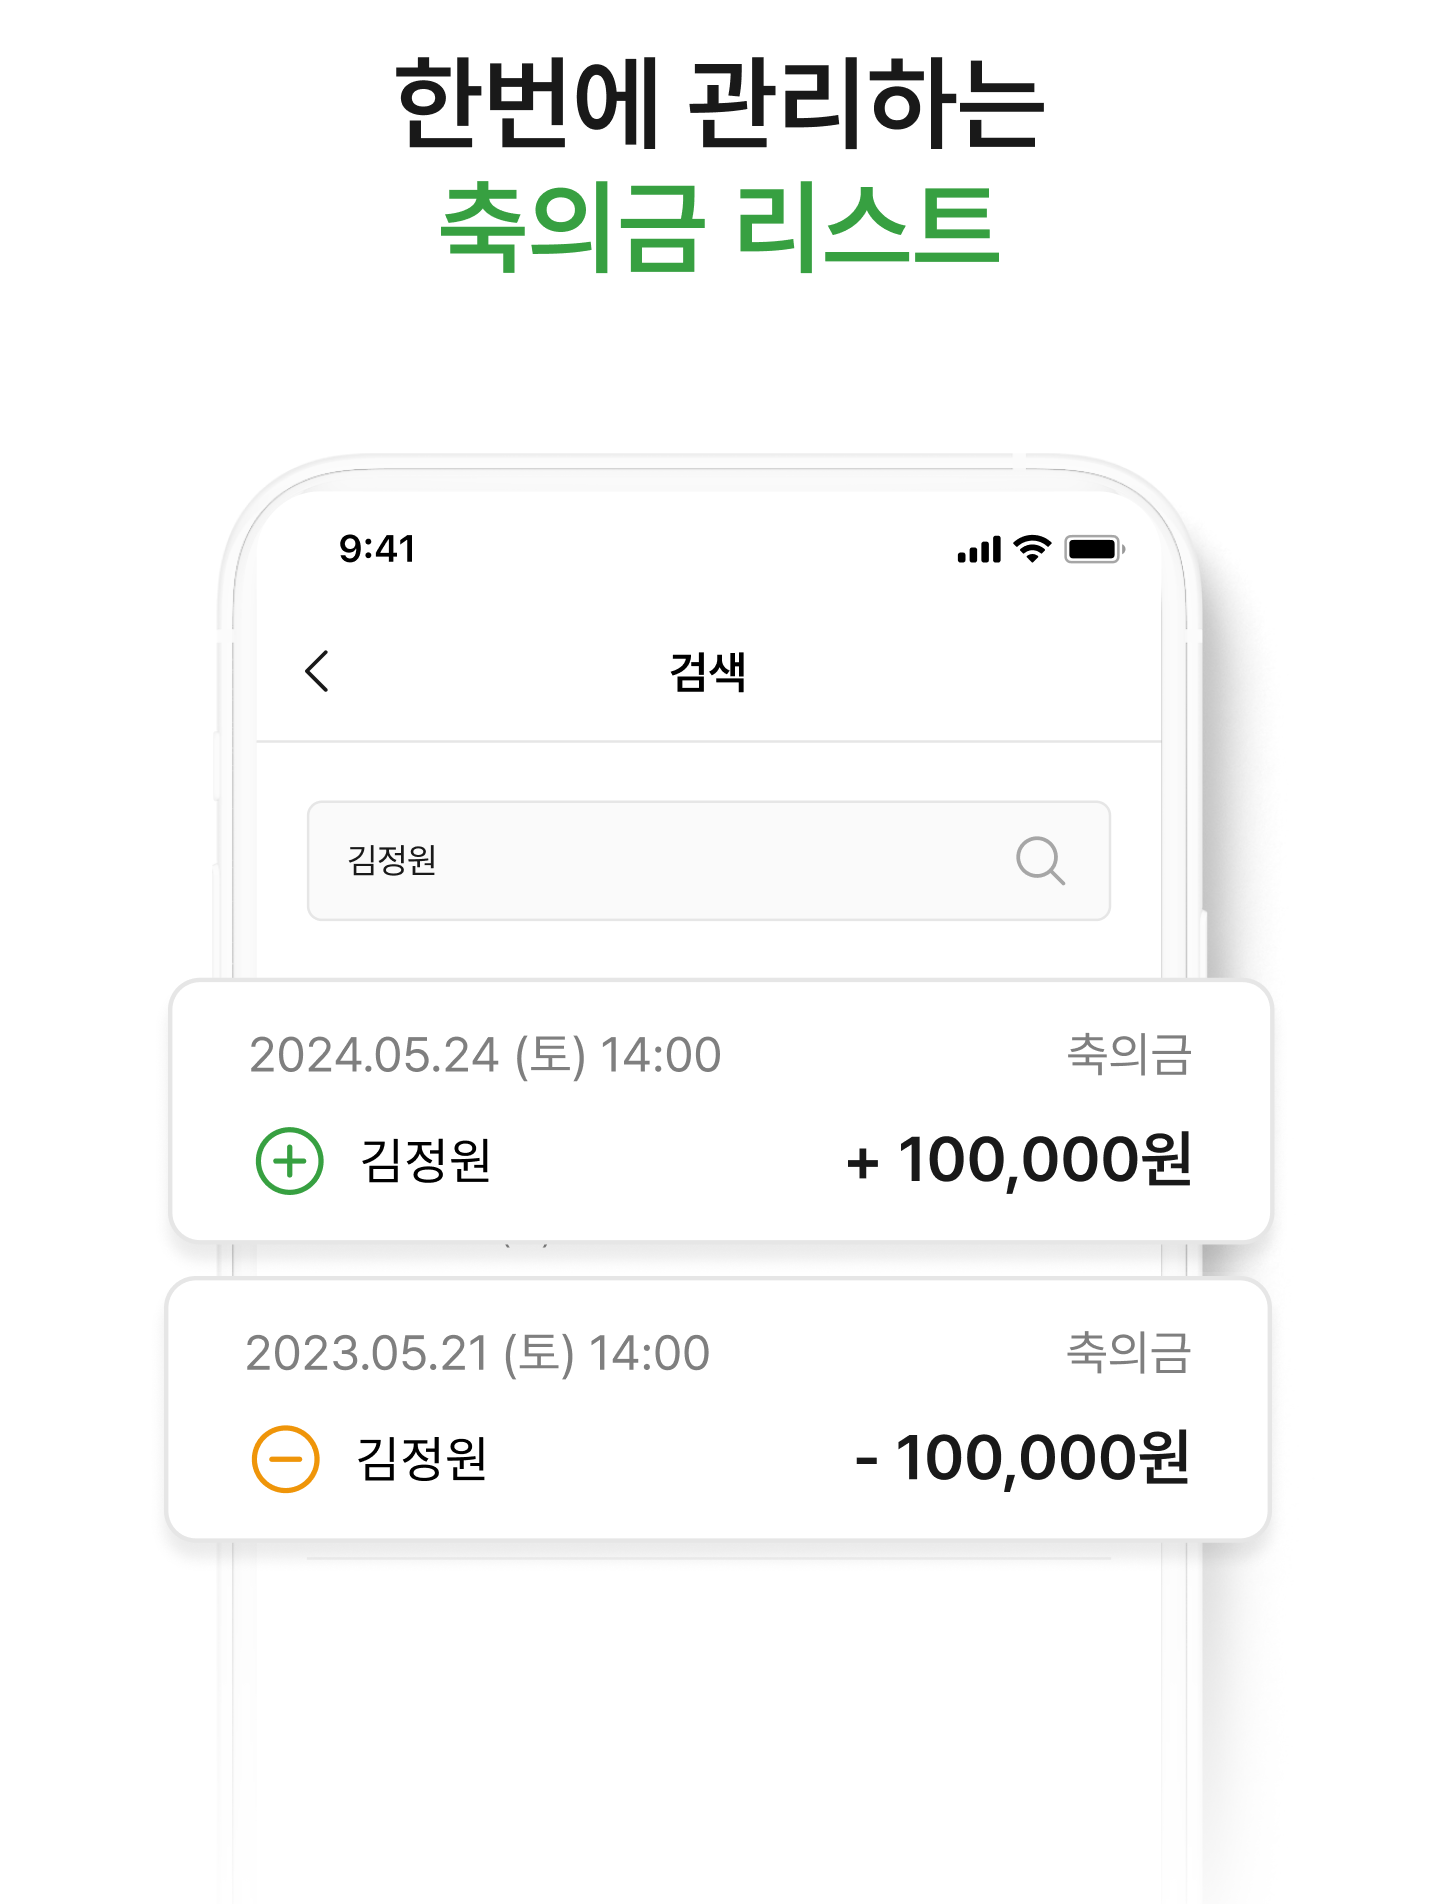 한번에 관리하는
축의금 리스트
9:41
검색
김정원
2024.05.24 (토) 14:00 축의금
김정원 + 100,000원
2023.05.21 (토) 14:00 축의금
김정원 - 100,000원